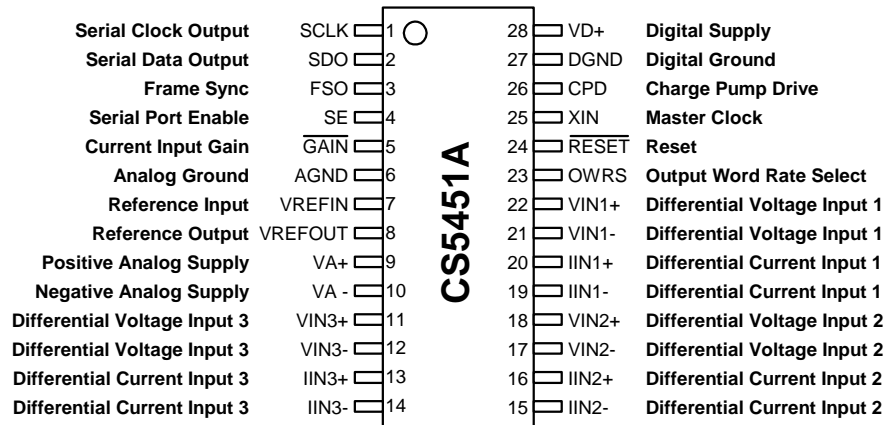 Serial Clock Output SCLK 1 28 VD+ Digital Supply
Serial Data Output SDO 2 27 DGND Digital Ground
Frame Sync FSO 3 26 CPD Charge Pump Drive
Serial Port Enable SE 4 25 XIN Master Clock
Current Input Gain GAIN 5 24 RESET Reset
Analog Ground AGND 6 23 OWRS Output Word Rate Select
Reference Input VREFIN 7 22 VIN1+ Differential Voltage Input 1
Reference Output VREFOUT 8 21 VIN1- Differential Voltage Input 1
Positive Analog Supply VA+ 9 20 IIN1+ Differential Current Input 1
Negative Analog Supply VA - 10 19 IIN1- Differential Current Input 1
Differential Voltage Input 3 VIN3+ 11 18 VIN2+ Differential Voltage Input 2
Differential Voltage Input 3 VIN3- 12 17 VIN2- Differential Voltage Input 2
Differential Current Input 3 IIN3+ 13 16 IIN2+ Differential Current Input 2
Differential Current Input 3 IIN3- 14 15 IIN2- Differential Current Input 2
CS5451A